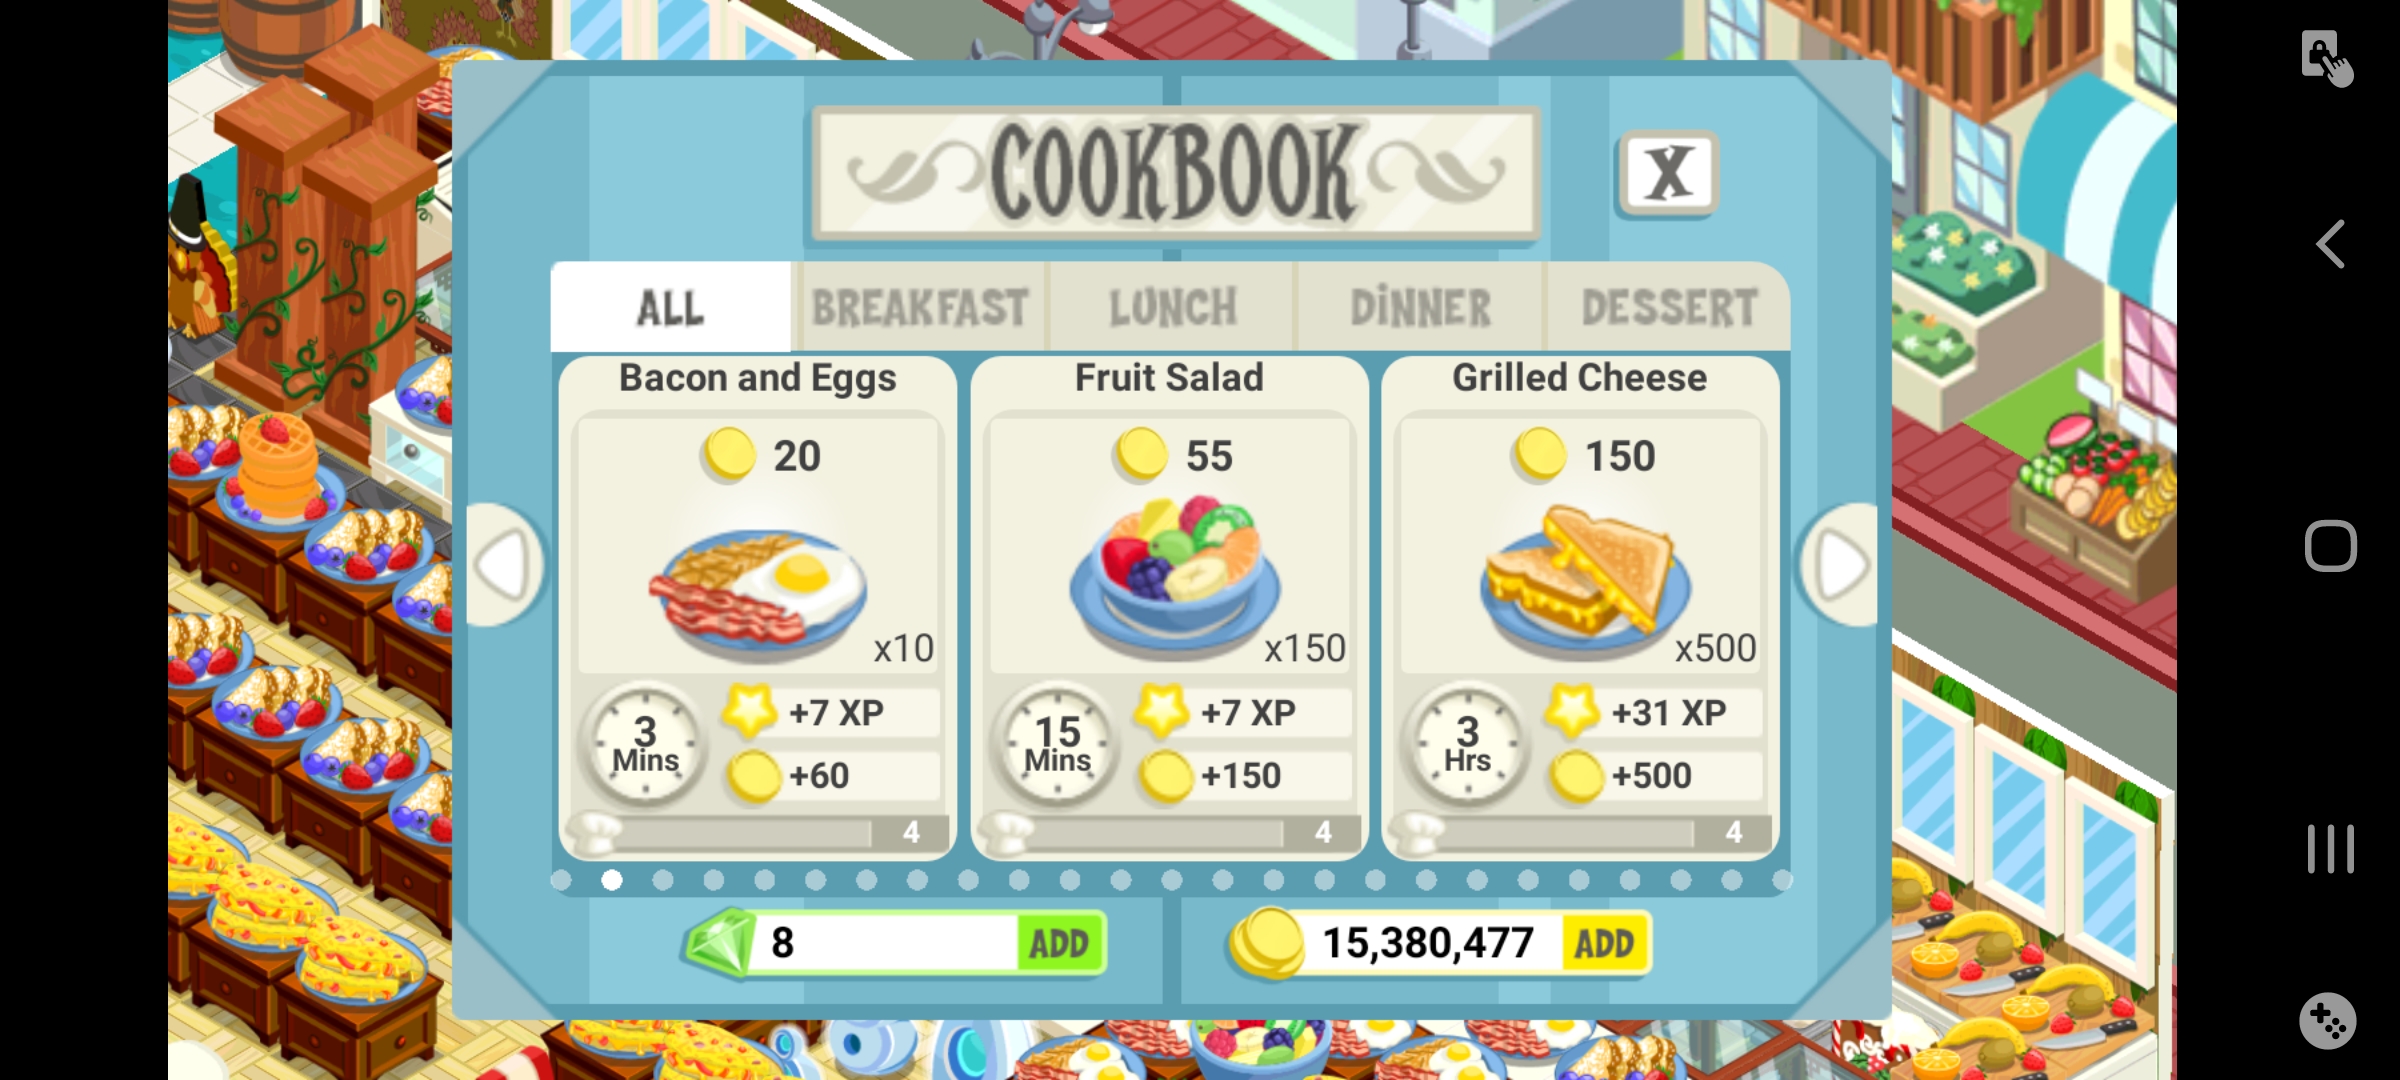 COOKBOOK
X
ALL BREAKFAST LUNCH DINNER DESSERT
Bacon and Eggs
20
x10
3 Mins
+7 XP
+60
4
Fruit Salad
55
x150
15 Mins
+7 XP
+150
4
Grilled Cheese
150
x500
3 Hrs
+31 XP
+500
4
8 ADD
15,380,477 ADD